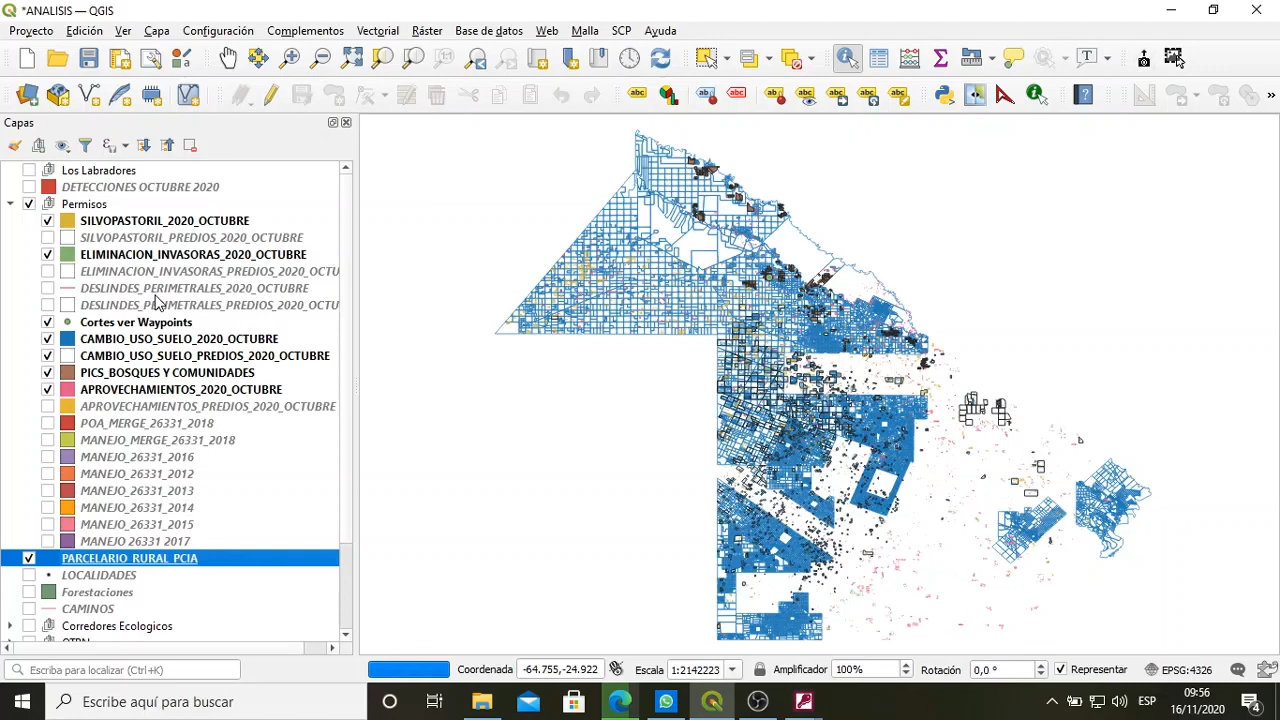 *ANALISIS — QGIS
Proyecto Edición Ver Capa Configuración Complementos Vectorial Ráster Base de datos Web Malla SCP Ayuda
Capas
Los Labradores
DETECCIONES OCTUBRE 2020
Permisos
SILVOPASTORIL_2020_OCTUBRE
SILVOPASTORIL_PREDIOS_2020_OCTUBRE
ELIMINACION_INVASORAS_2020_OCTUBRE
ELIMINACION_INVASORAS_PREDIOS_2020_OCTU
DESLINDES_PERIMETRALES_2020_OCTUBRE
DESLINDES_PERIMETRALES_PREDIOS_2020_OCTU
Cortes ver Waypoints
CAMBIO_USO_SUELO_2020_OCTUBRE
CAMBIO_USO_SUELO_PREDIOS_2020_OCTUBRE
PICS_BOSQUES Y COMUNIDADES
APROVECHAMIENTOS_2020_OCTUBRE
APROVECHAMIENTOS_PREDIOS_2020_OCTUBRE
POA_MERGE_26331_2018
MANEJO_MERGE_26331_2018
MANEJO_26331_2016
MANEJO_26331_2012
MANEJO_26331_2013
MANEJO_26331_2014
MANEJO_26331_2015
MANEJO 26331 2017
PARCELARIO_RURAL_PCIA
LOCALIDADES
Forestaciones
CAMINOS
Corredores Ecologicos
OTBN
Escriba para localizar (Ctrl+K) Coordenada -64.755,-24.922 Escala 1:2142223 Amplificador 100% Rotación 0,0 ° Representar EPSG:4326
Escribe aquí para buscar
ESP
09:56
16/11/2020
4